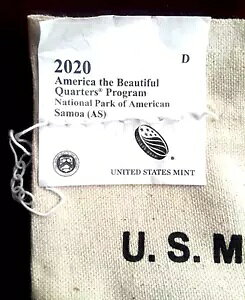 2020
D
America the Beautiful
Quarters® Program
National Park of American
Samoa (AS)
UNITED STATES MINT
U. S. M